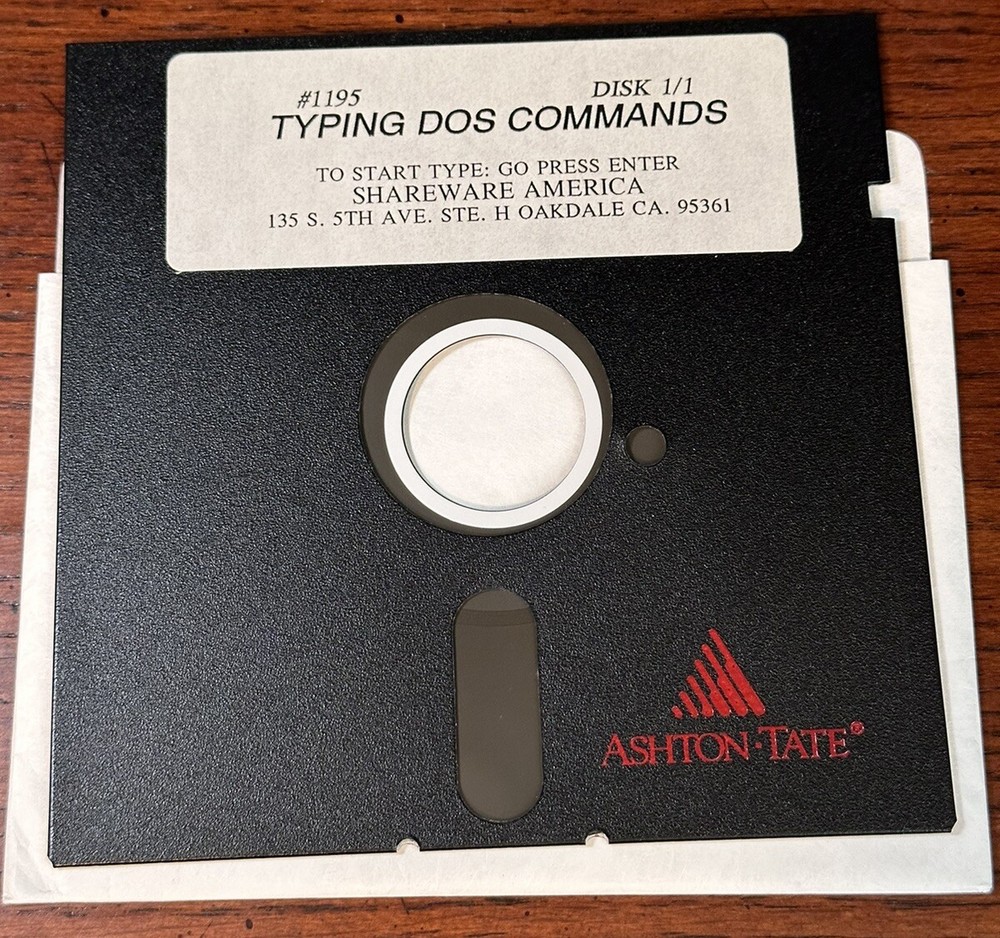 #1195 DISK 1/1
TYPING DOS COMMANDS
TO START TYPE: GO PRESS ENTER
SHAREWARE AMERICA
135 S. 5TH AVE. STE. H OAKDALE CA. 95361
ASHTON·TATE®